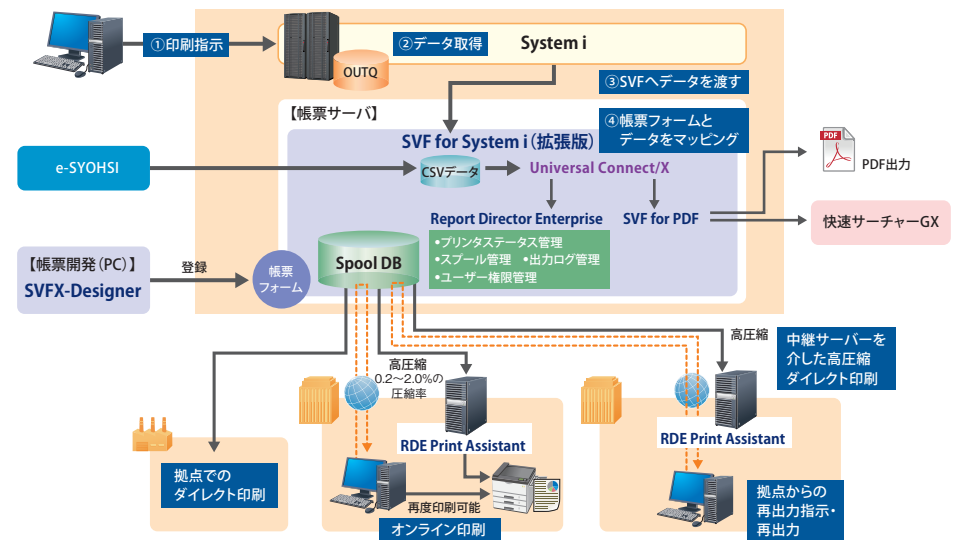 ①印刷指示
OUTQ
②データ取得
System i
③SVFへデータを渡す
【帳票サーバ】
④帳票フォームと
データをマッピング
SVF for System i（拡張版）
e-SYOHSI
CSVデータ
Universal Connect/X
PDF
PDF出力
Report Director Enterprise
SVF for PDF
快速サーチャーGX
•プリンタステータス管理
•スプール管理　•出力ログ管理
•ユーザー権限管理
【帳票開発（PC）】
SVFX-Designer
登録
帳票
フォーム
Spool DB
高圧縮
0.2～2.0%の
圧縮率
高圧縮
中継サーバーを
介した高圧縮
ダイレクト印刷
RDE Print Assistant
RDE Print Assistant
拠点での
ダイレクト印刷
再度印刷可能
オンライン印刷
拠点からの
再出力指示・
再出力